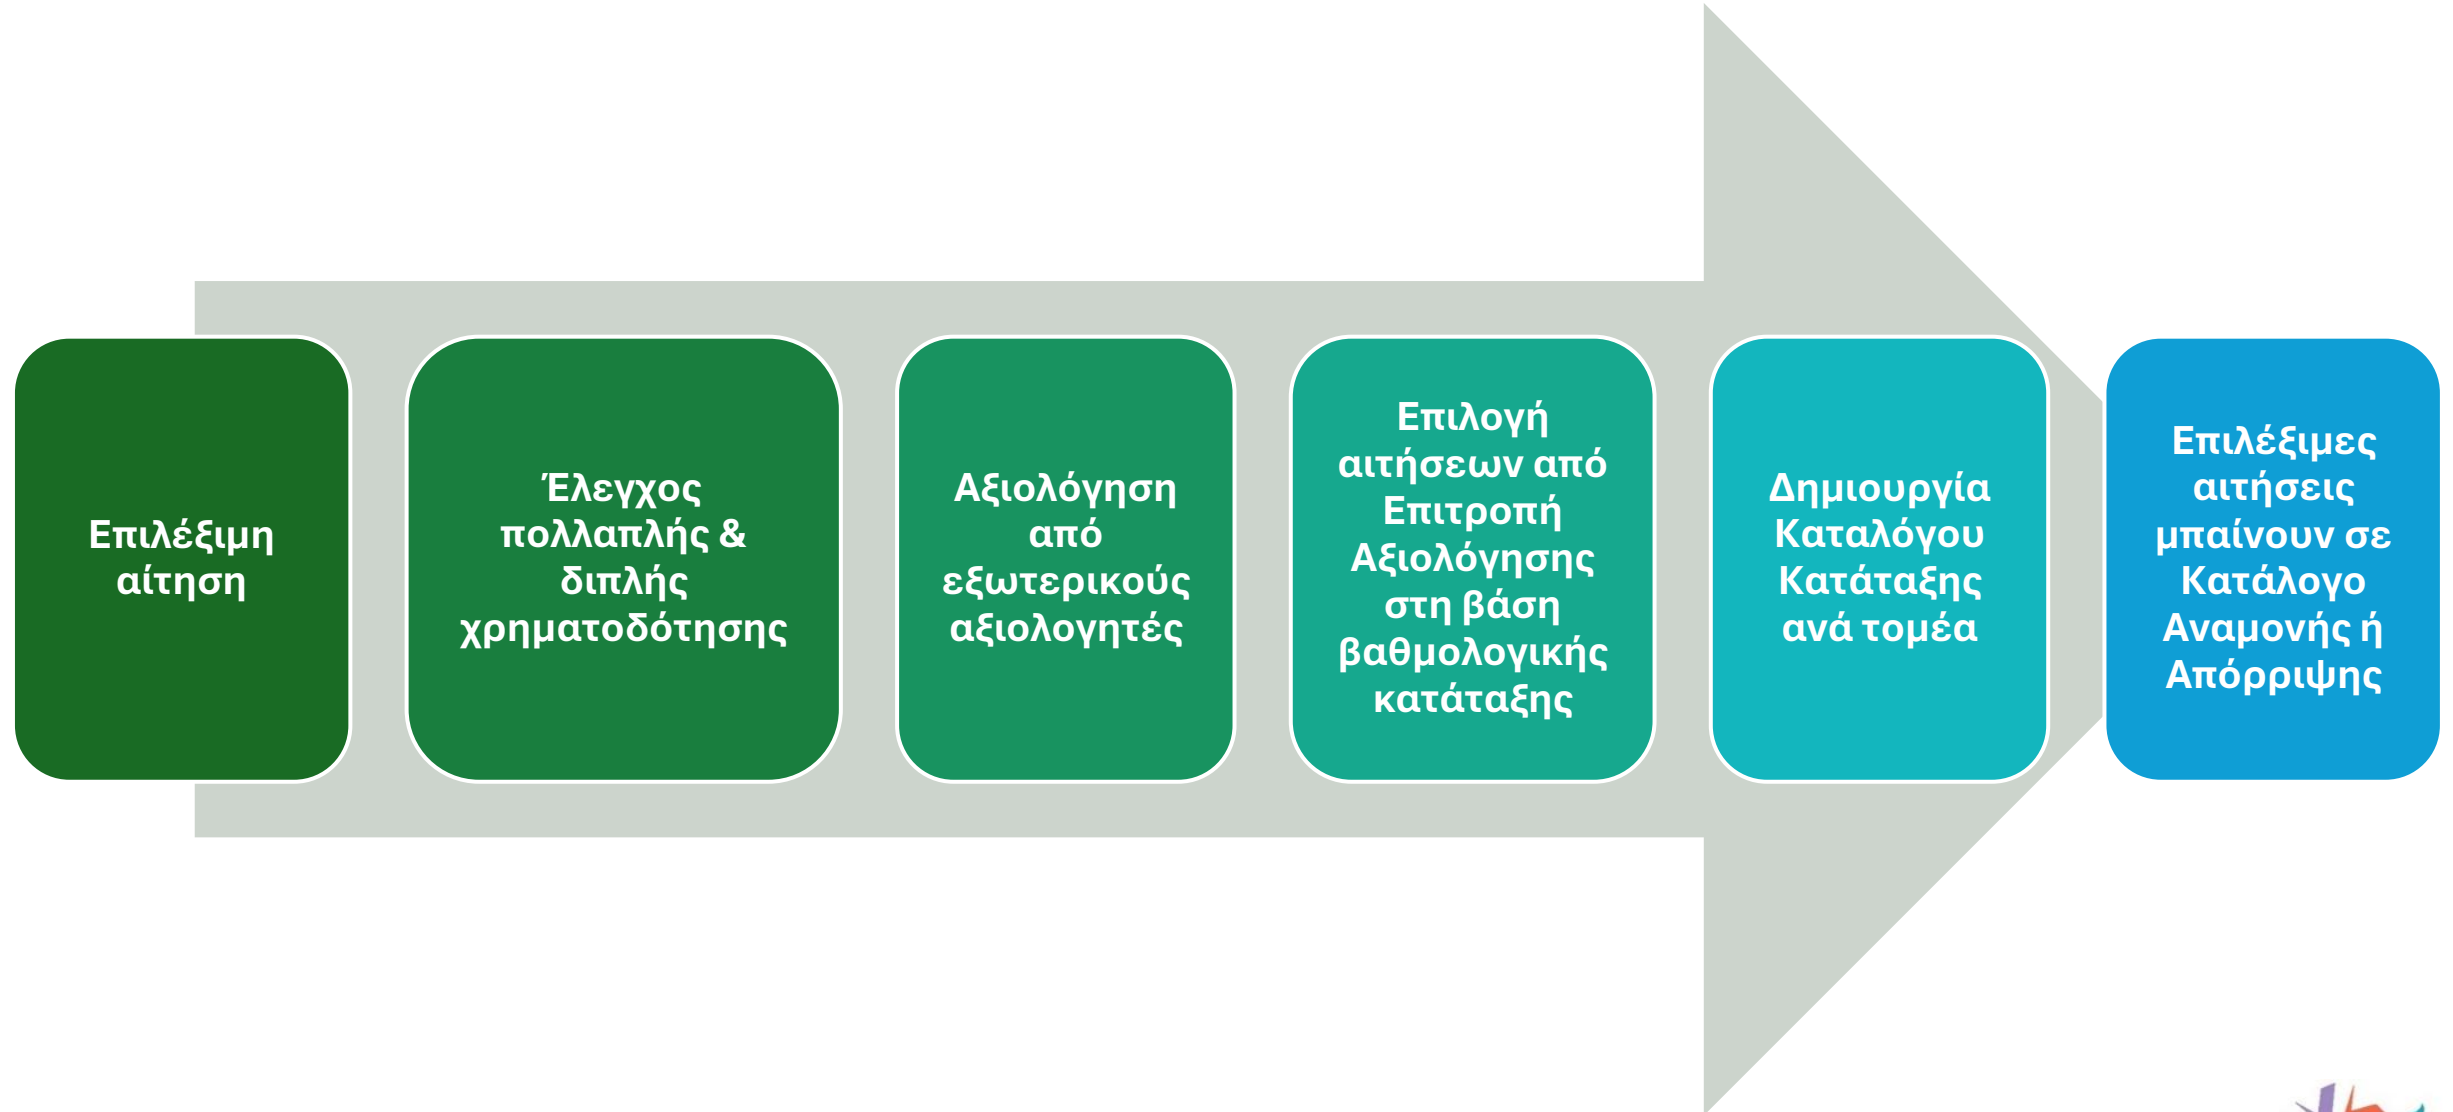 Επιλέξιμη
αίτηση
Έλεγχος
πολλαπλής &
διπλής
χρηματοδότησης
Αξιολόγηση
από
εξωτερικούς
αξιολογητές
Επιλογή
αιτήσεων από
Επιτροπή
Αξιολόγησης
στη βάση
βαθμολογικής
κατάταξης
Δημιουργία
Καταλόγου
Κατάταξης
ανά τομέα
Επιλέξιμες
αιτήσεις
μπαίνουν σε
Κατάλογο
Αναμονής ή
Απόρριψης